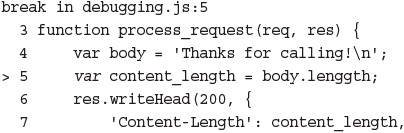 break in debugging.js:5
  3 function process_request(req, res) {
  4     var body = 'Thanks for calling!\n';
> 5     var content_length = body.lenggth;
  6     res.writeHead(200, {
  7         'Content-Length': content_length,